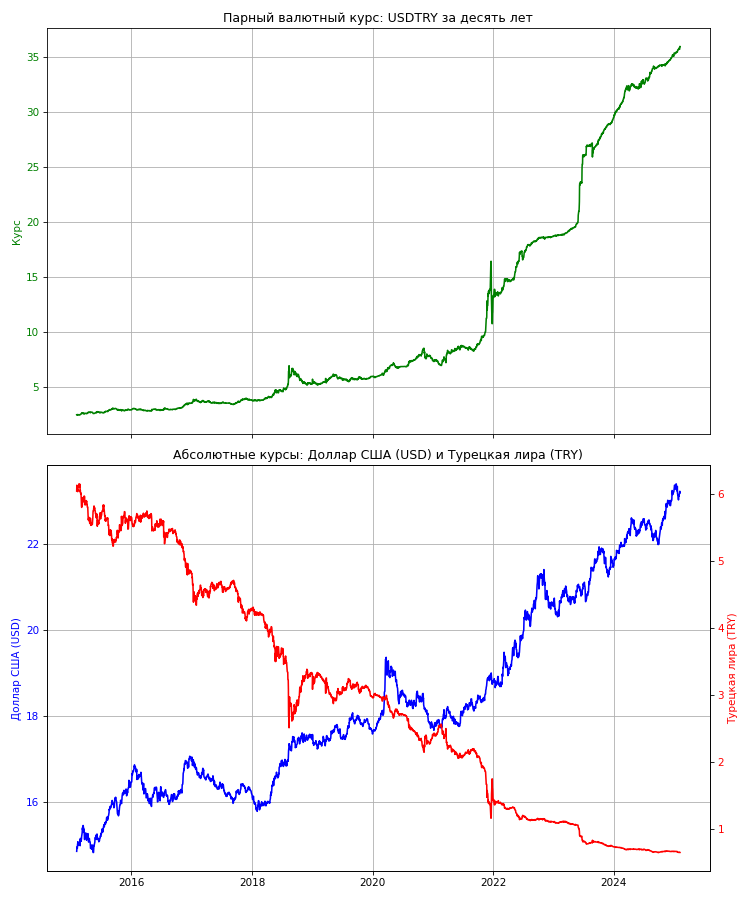 Парный валютный курс: USDTRY за десять лет
35
30
25
20
15
10
5
Курс
Абсолютные курсы: Доллар США (USD) и Турецкая лира (TRY)
22
20
18
16
Доллар США (USD)
6
5
4
3
2
1
Турецкая лира (TRY)
2016 2018 2020 2022 2024